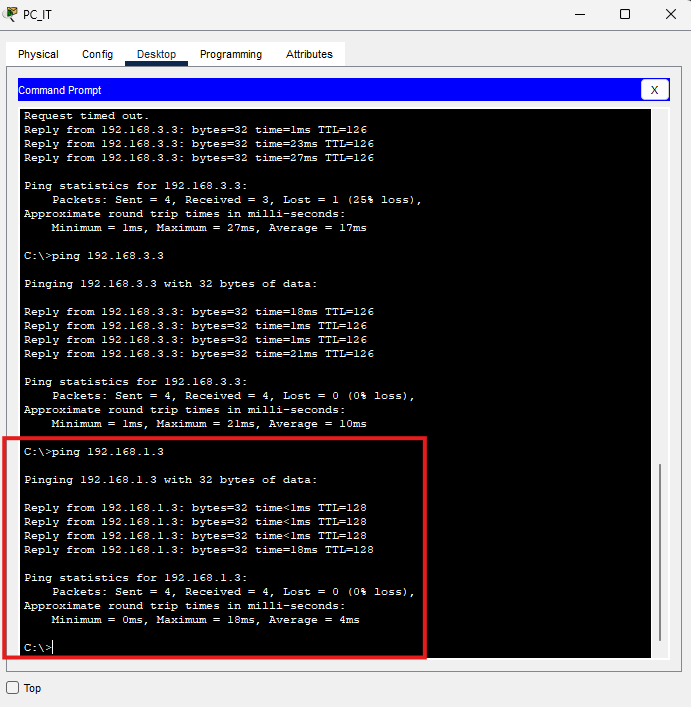 PC_IT
Physical Config Desktop Programming Attributes
Command Prompt X
Request timed out.
Reply from 192.168.3.3: bytes=32 time=1ms TTL=126
Reply from 192.168.3.3: bytes=32 time=23ms TTL=126
Reply from 192.168.3.3: bytes=32 time=27ms TTL=126
Ping statistics for 192.168.3.3:
    Packets: Sent = 4, Received = 3, Lost = 1 (25% loss),
Approximate round trip times in milli-seconds:
    Minimum = 1ms, Maximum = 27ms, Average = 17ms
C:\>ping 192.168.3.3
Pinging 192.168.3.3 with 32 bytes of data:
Reply from 192.168.3.3: bytes=32 time=18ms TTL=126
Reply from 192.168.3.3: bytes=32 time=1ms TTL=126
Reply from 192.168.3.3: bytes=32 time=1ms TTL=126
Reply from 192.168.3.3: bytes=32 time=21ms TTL=126
Ping statistics for 192.168.3.3:
    Packets: Sent = 4, Received = 4, Lost = 0 (0% loss),
Approximate round trip times in milli-seconds:
    Minimum = 1ms, Maximum = 21ms, Average = 10ms
C:\>ping 192.168.1.3
Pinging 192.168.1.3 with 32 bytes of data:
Reply from 192.168.1.3: bytes=32 time<1ms TTL=128
Reply from 192.168.1.3: bytes=32 time<1ms TTL=128
Reply from 192.168.1.3: bytes=32 time<1ms TTL=128
Reply from 192.168.1.3: bytes=32 time=18ms TTL=128
Ping statistics for 192.168.1.3:
    Packets: Sent = 4, Received = 4, Lost = 0 (0% loss),
Approximate round trip times in milli-seconds:
    Minimum = 0ms, Maximum = 18ms, Average = 4ms
C:\>
Top